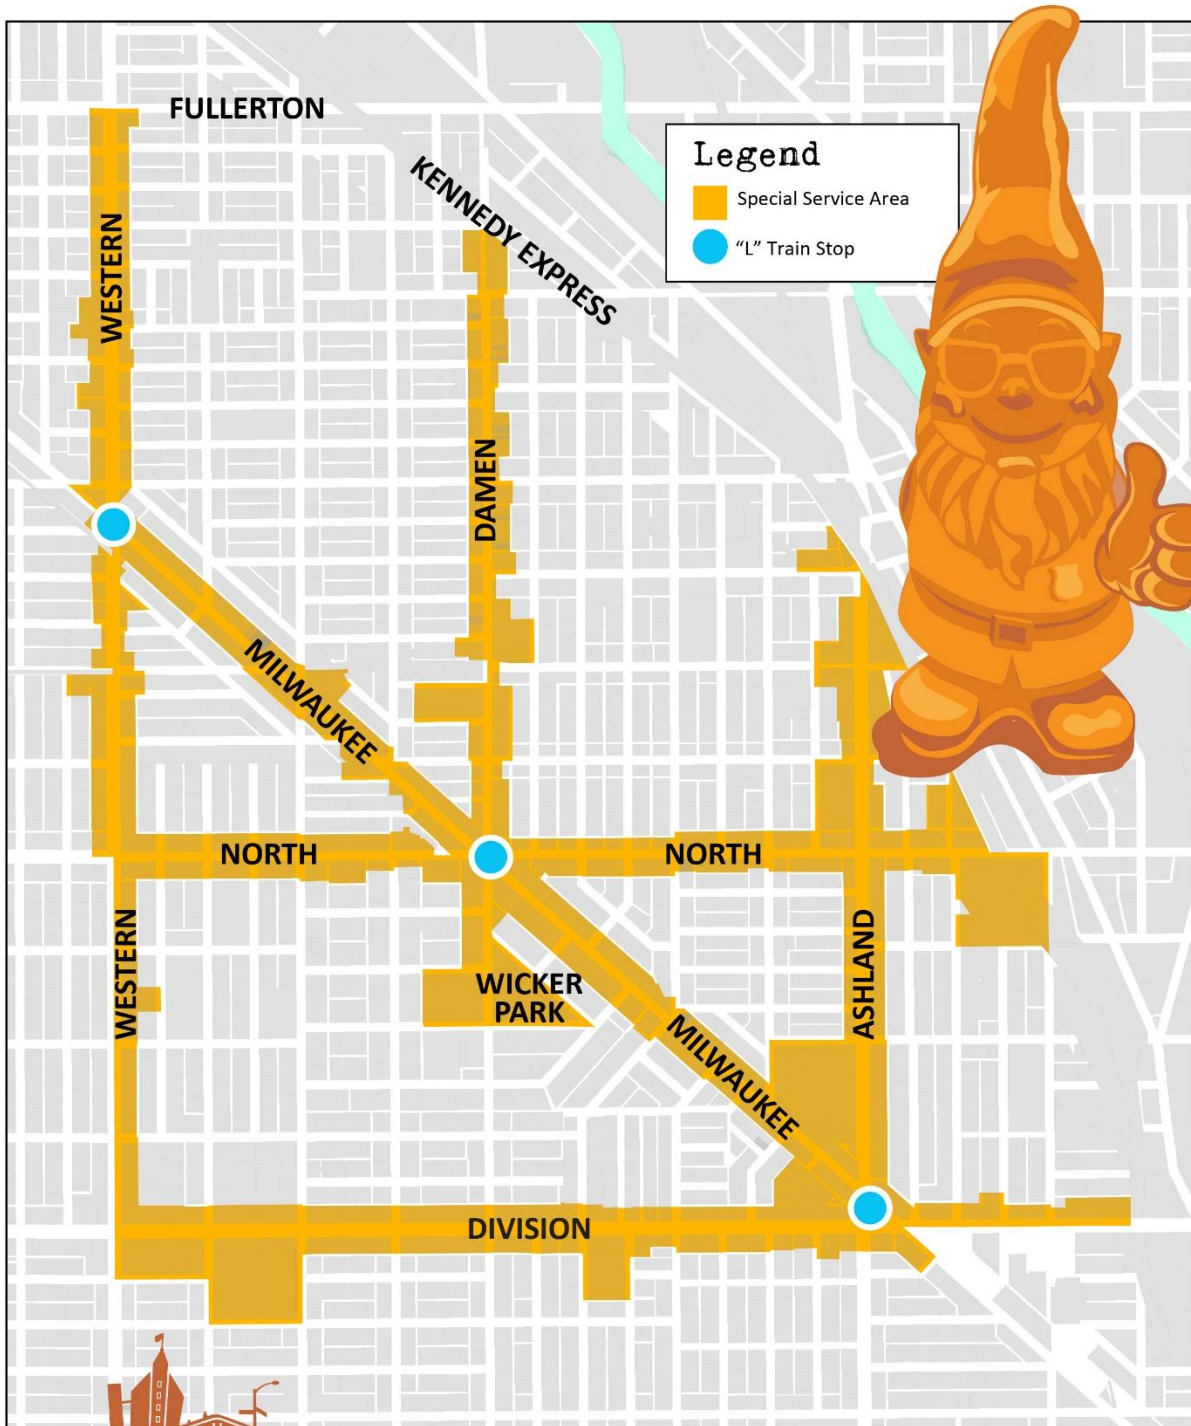 FULLERTON
Legend
Special Service Area
"L" Train Stop
KENNEDY EXPRESS
WESTERN
DAMEN
MILWAUKEE
NORTH
NORTH
WESTERN
WICKER
PARK
ASHLAND
MILWAUKEE
DIVISION